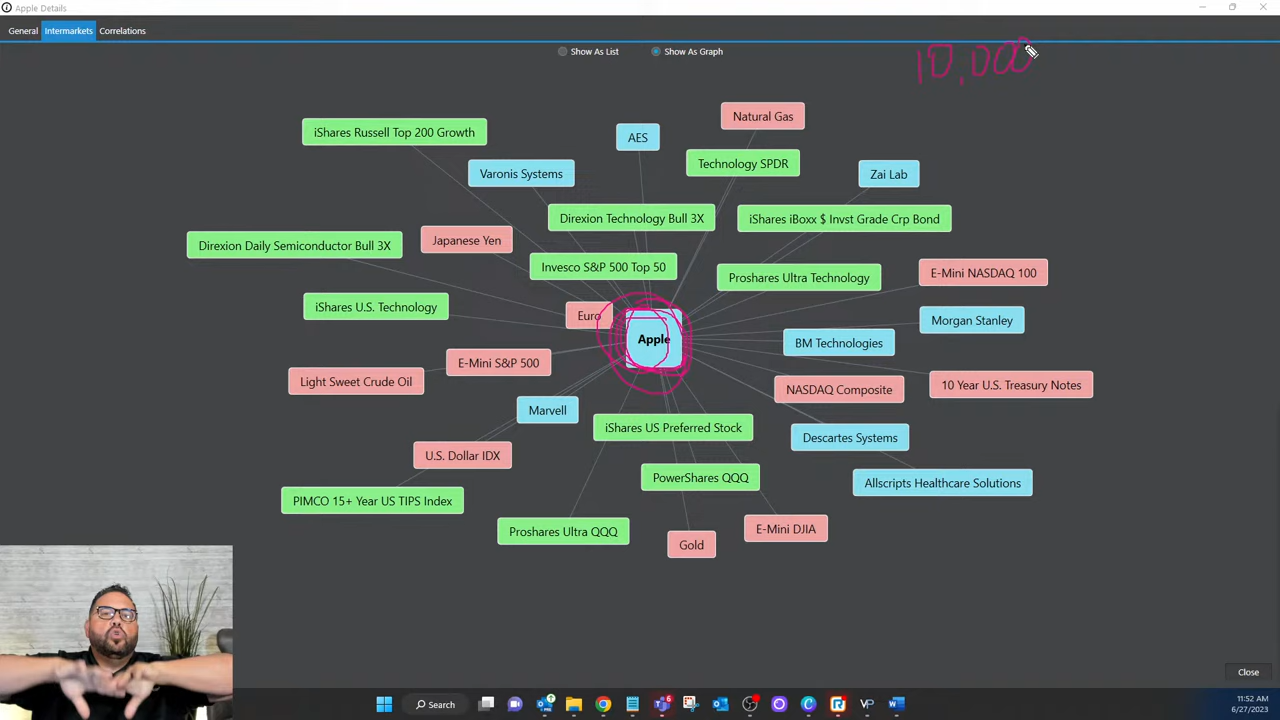 Apple Details
General Intermarkets Correlations
Show As List Show As Graph
10,000
Natural Gas
iShares Russell Top 200 Growth
AES
Technology SPDR
Varonis Systems
Zai Lab
Direxion Technology Bull 3X
iShares iBoxx $ Invst Grade Crp Bond
Japanese Yen
Direxion Daily Semiconductor Bull 3X
Invesco S&P 500 Top 50
E-Mini NASDAQ 100
Proshares Ultra Technology
iShares U.S. Technology
Euro
Morgan Stanley
Apple
BM Technologies
E-Mini S&P 500
Light Sweet Crude Oil
10 Year U.S. Treasury Notes
NASDAQ Composite
Marvell
iShares US Preferred Stock
Descartes Systems
U.S. Dollar IDX
PowerShares QQQ
Allscripts Healthcare Solutions
PIMCO 15+ Year US TIPS Index
Proshares Ultra QQQ
E-Mini DJIA
Gold
Close
Search
6
VP
11:52 AM
6/27/2023